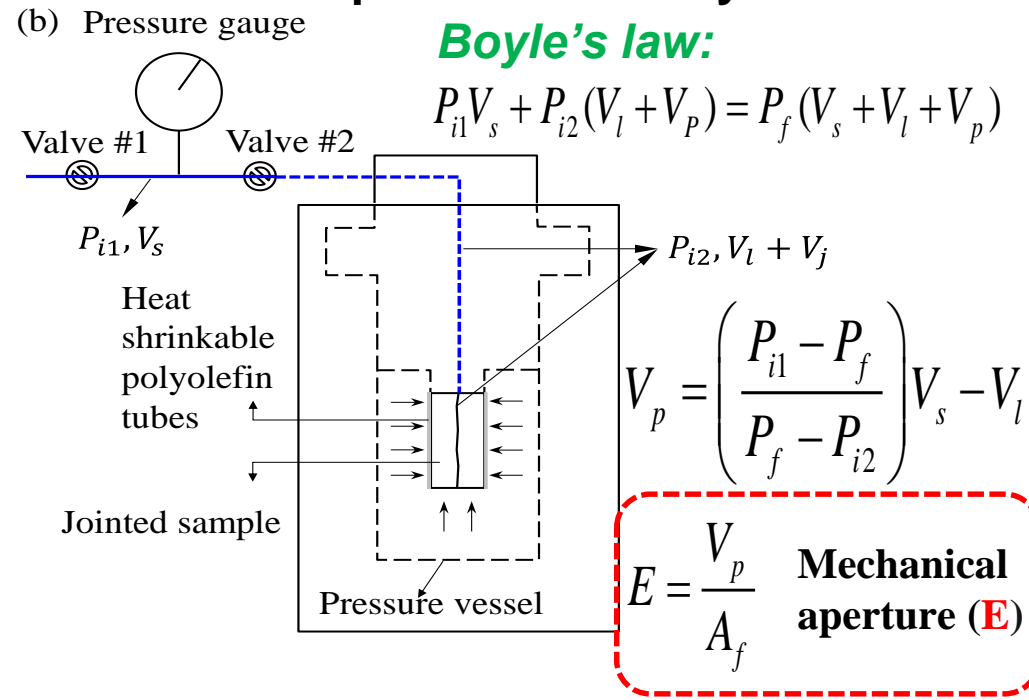 (b) Pressure gauge
Boyle's law:
P_{i1}V_s + P_{i2}(V_l + V_P) = P_f(V_s + V_l + V_p)
Valve #1
Valve #2
P_{i1}, V_s
P_{i2}, V_l + V_j
Heat
shrinkable
polyolefin
tubes
V_p = ((P_{i1} − P_f)/(P_f − P_{i2}))V_s − V_l
Jointed sample
Pressure vessel
E = V_p/A_f
Mechanical
aperture (E)